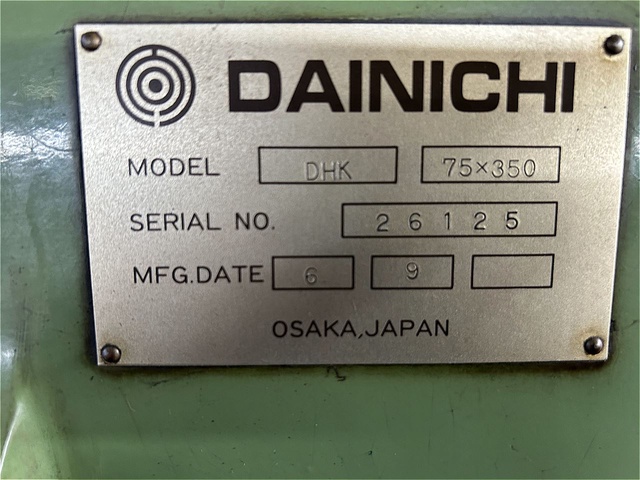 DAINICHI
MODEL DHK 75×350
SERIAL NO. 26125
MFG.DATE 6 9
OSAKA,JAPAN